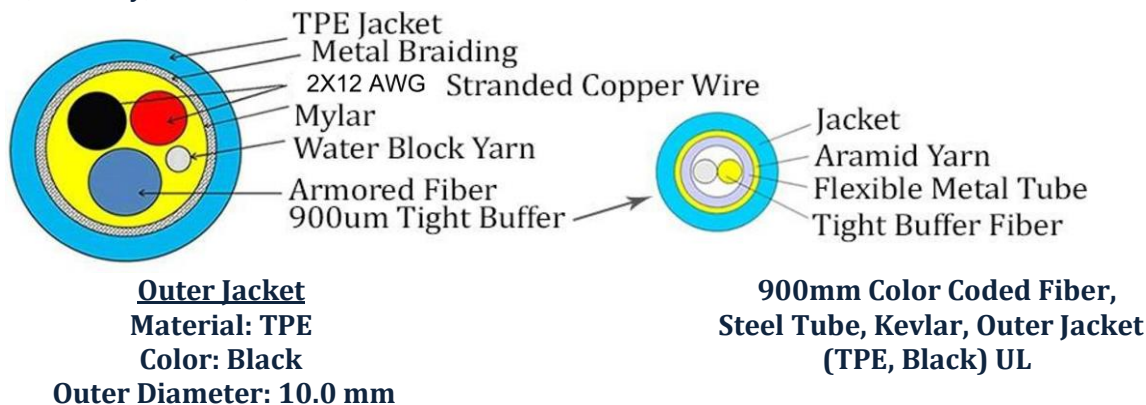 TPE Jacket
Metal Braiding
2X12 AWG Stranded Copper Wire
Mylar
Water Block Yarn
Armored Fiber
900um Tight Buffer
Jacket
Aramid Yarn
Flexible Metal Tube
Tight Buffer Fiber
Outer Jacket
Material: TPE
Color: Black
Outer Diameter: 10.0 mm
900mm Color Coded Fiber,
Steel Tube, Kevlar, Outer Jacket
(TPE, Black) UL